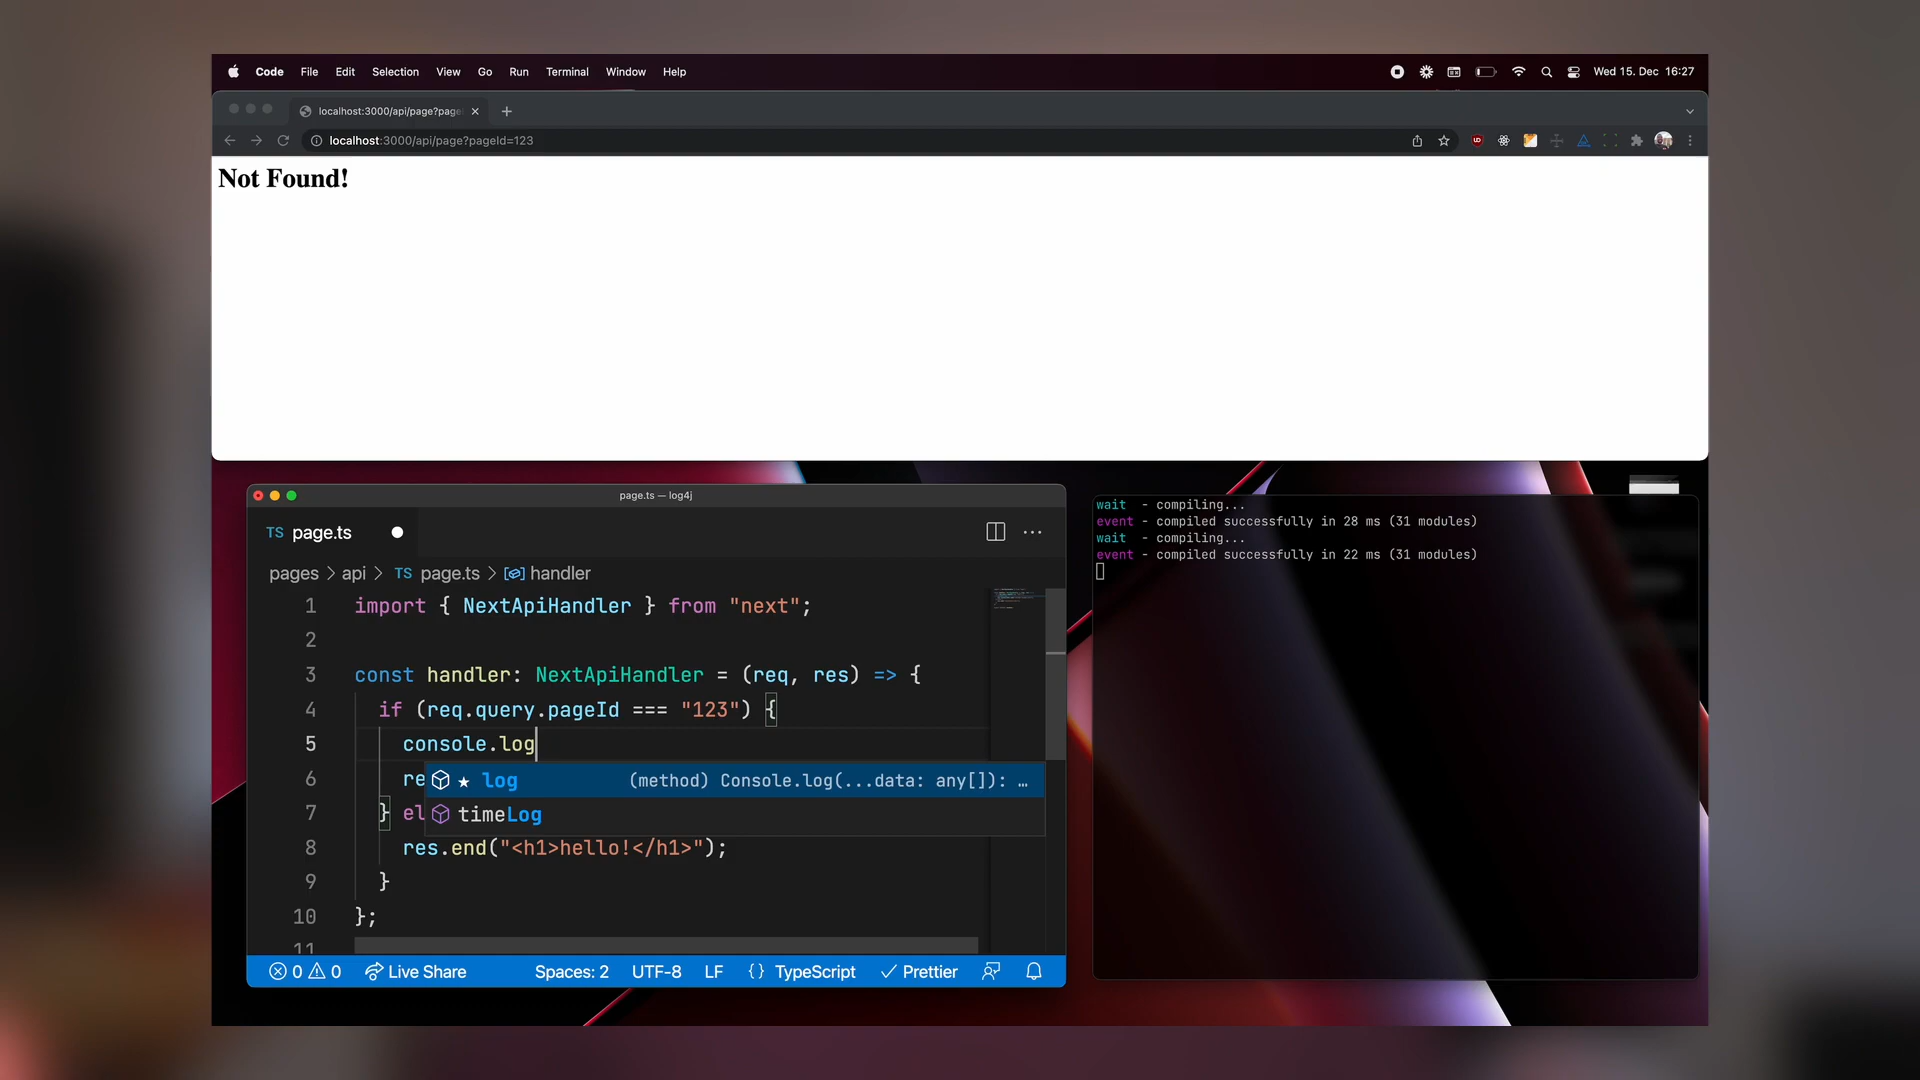 Code File Edit Selection View Go Run Terminal Window Help Wed 15. Dec 16:27
localhost:3000/api/page?page
localhost:3000/api/page?pageId=123
Not Found!
page.ts — log4j
TS page.ts
pages > api > TS page.ts > handler
1 import { NextApiHandler } from "next";
2
3 const handler: NextApiHandler = (req, res) => {
4 if (req.query.pageId === "123") {
5 console.log
6 re
log (method) Console.log(...data: any[]): …
7 } el
timeLog
8 res.end("<h1>hello!</h1>");
9 }
10 };
11
0 0 Live Share Spaces: 2 UTF-8 LF {} TypeScript Prettier
wait - compiling...
event - compiled successfully in 28 ms (31 modules)
wait - compiling...
event - compiled successfully in 22 ms (31 modules)